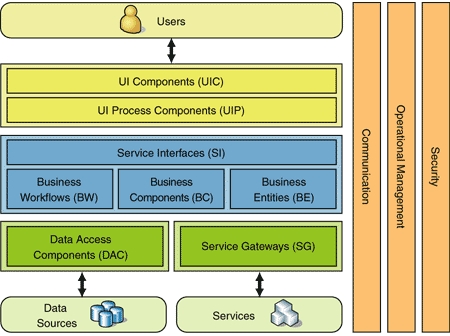 Users
UI Components (UIC)
UI Process Components (UIP)
Service Interfaces (SI)
Business
Workflows (BW)
Business
Components (BC)
Business
Entities (BE)
Data Access
Components (DAC)
Service Gateways (SG)
Data
Sources
Services
Communication
Operational Management
Security